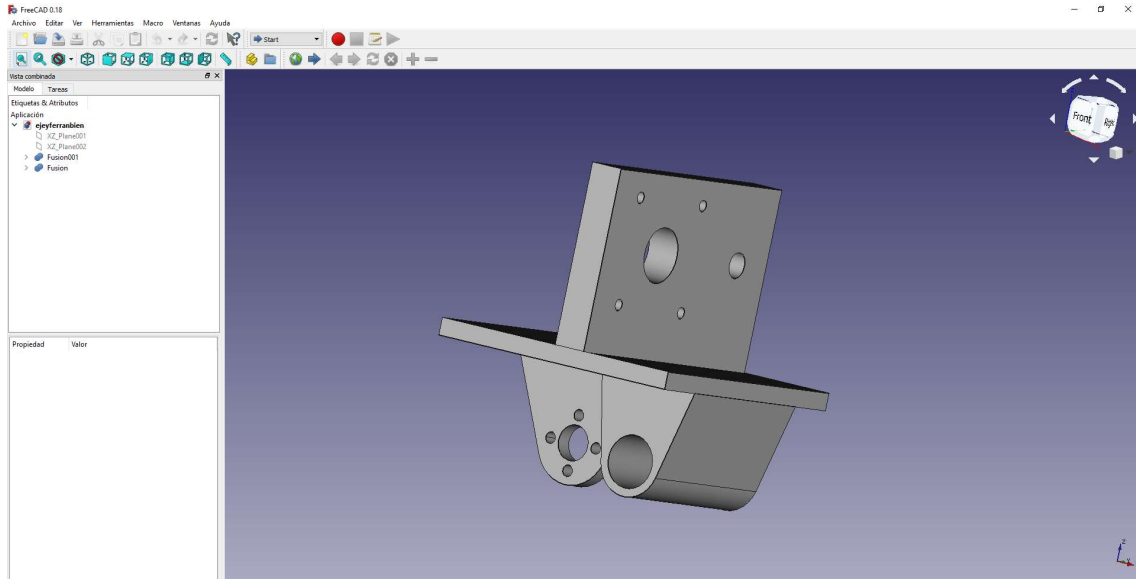 FreeCAD 0.18
Archivo Editar Ver Herramientas Macro Ventanas Ayuda
Start
Vista combinada
Modelo Tareas
Etiquetas & Atributos
Aplicación
ejeyferranbien
XZ_Plane001
XZ_Plane002
Fusion001
Fusion
Propiedad Valor
Front Right
Z
X